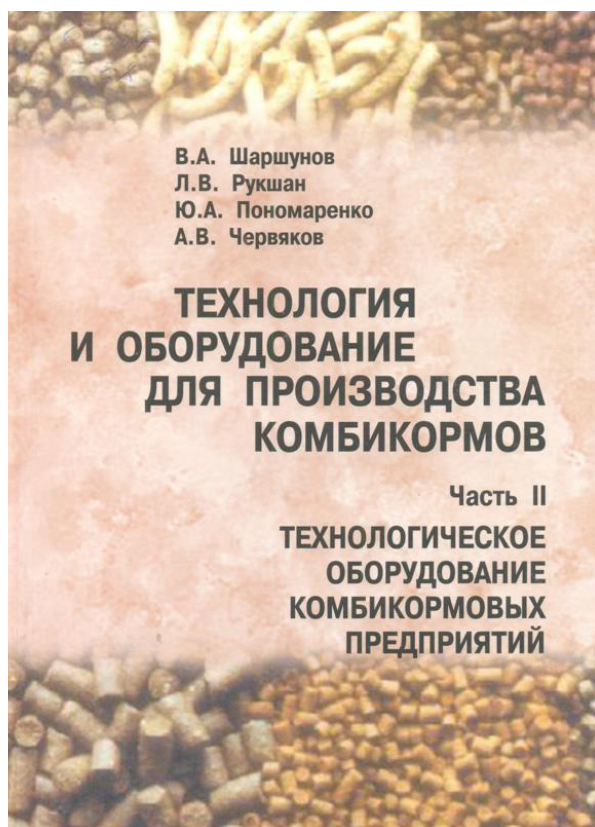 В.А. Шаршунов
Л.В. Рукшан
Ю.А. Пономаренко
А.В. Червяков
ТЕХНОЛОГИЯ
И ОБОРУДОВАНИЕ
ДЛЯ ПРОИЗВОДСТВА
КОМБИКОРМОВ
Часть II
ТЕХНОЛОГИЧЕСКОЕ
ОБОРУДОВАНИЕ
КОМБИКОРМОВЫХ
ПРЕДПРИЯТИЙ